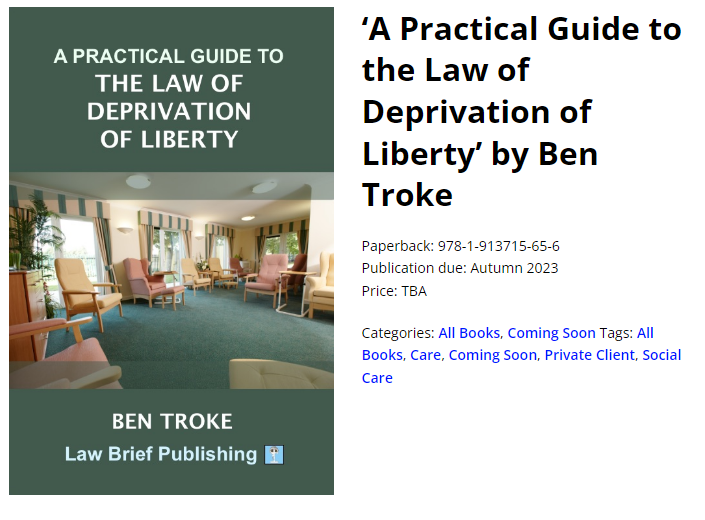 A PRACTICAL GUIDE TO
THE LAW OF
DEPRIVATION
OF LIBERTY
BEN TROKE
Law Brief Publishing
‘A Practical Guide to
the Law of
Deprivation of
Liberty’ by Ben
Troke
Paperback: 978-1-913715-65-6
Publication due: Autumn 2023
Price: TBA
Categories: All Books, Coming Soon Tags: All
Books, Care, Coming Soon, Private Client, Social
Care